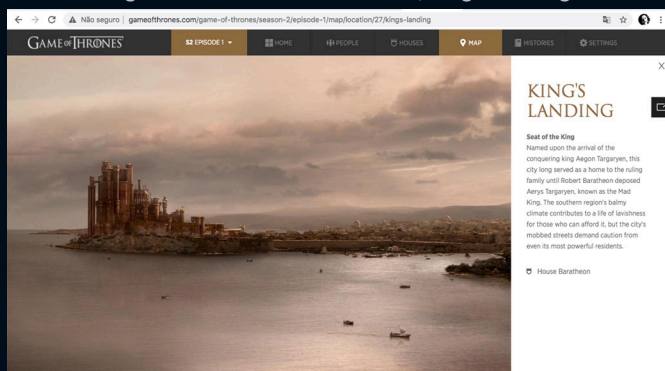 Não seguro | gameofthrones.com/game-of-thrones/season-2/episode-1/map/location/27/kings-landing
GAME OF THRONES S2 EPISODE 1 HOME PEOPLE HOUSES MAP HISTORIES SETTINGS
X
KING'S
LANDING
Seat of the King
Named upon the arrival of the
conquering king Aegon Targaryen, this
city long served as a home to the ruling
family until Robert Baratheon deposed
Aerys Targaryen, known as the Mad
King. The southern region's balmy
climate contributes to a life of lavishness
for those who can afford it, but the city's
mobbed streets demand caution from
even its most powerful residents.
House Baratheon